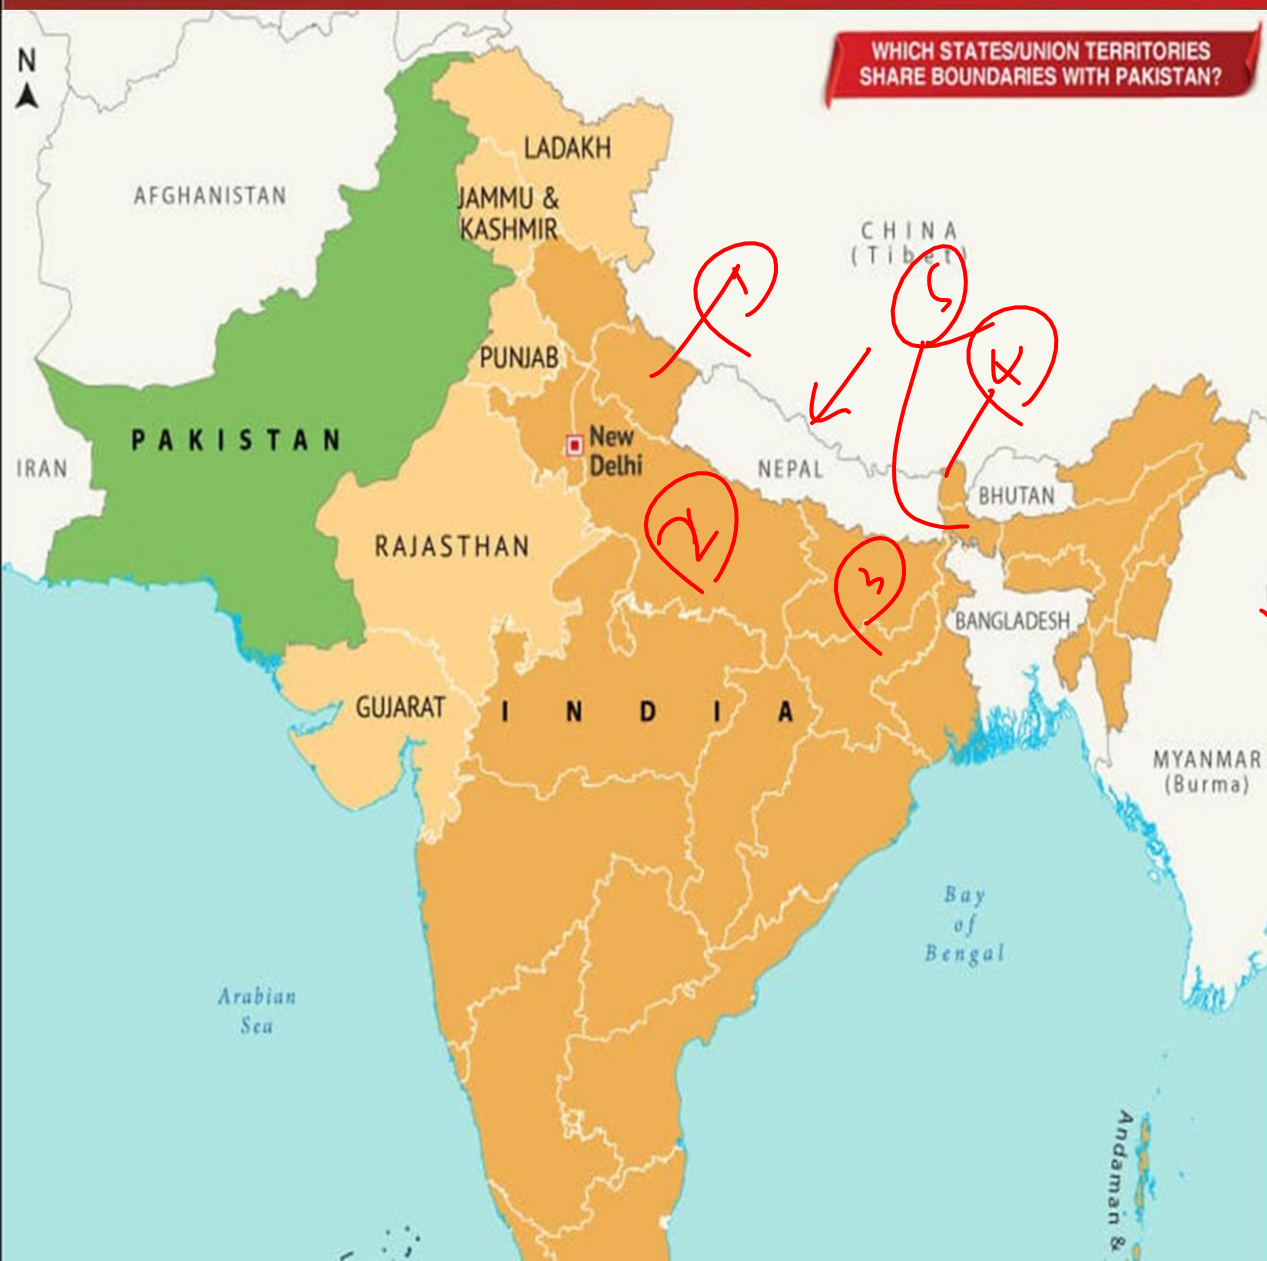 WHICH STATES/UNION TERRITORIES
SHARE BOUNDARIES WITH PAKISTAN?
N
LADAKH
AFGHANISTAN
JAMMU &
KASHMIR
CHINA
(Tibet)
1
5
4
PUNJAB
PAKISTAN
New
Delhi
IRAN
NEPAL
BHUTAN
2
RAJASTHAN
3
BANGLADESH
GUJARAT
INDIA
MYANMAR
(Burma)
Bay
of
Bengal
Arabian
Sea
Andaman &